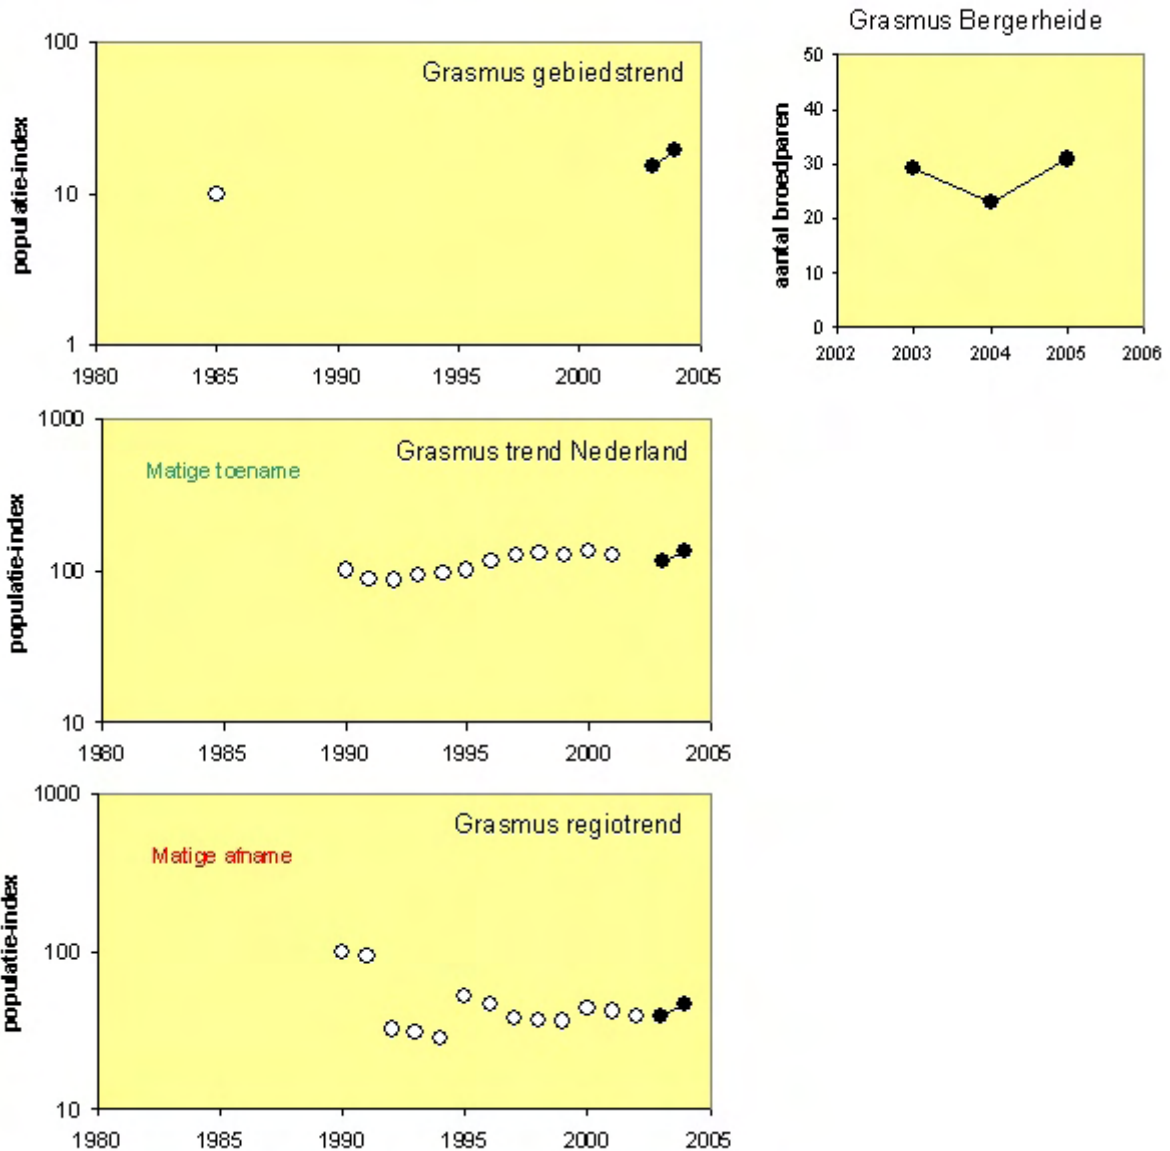 Grasmus gebiedstrend
populatie-index
100
10
1
1980 1985 1990 1995 2000 2005
Grasmus Bergerheide
aantal broedparen
50
40
30
20
10
0
2002 2003 2004 2005 2006
Grasmus trend Nederland
Matige toename
populatie-index
1000
100
10
1980 1985 1990 1995 2000 2005
Grasmus regiotrend
Matige afname
populatie-index
1000
100
10
1980 1985 1990 1995 2000 2005